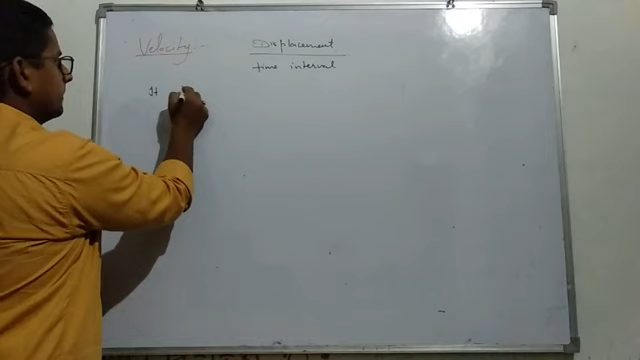 Velocity :-
Displacement
time interval
It